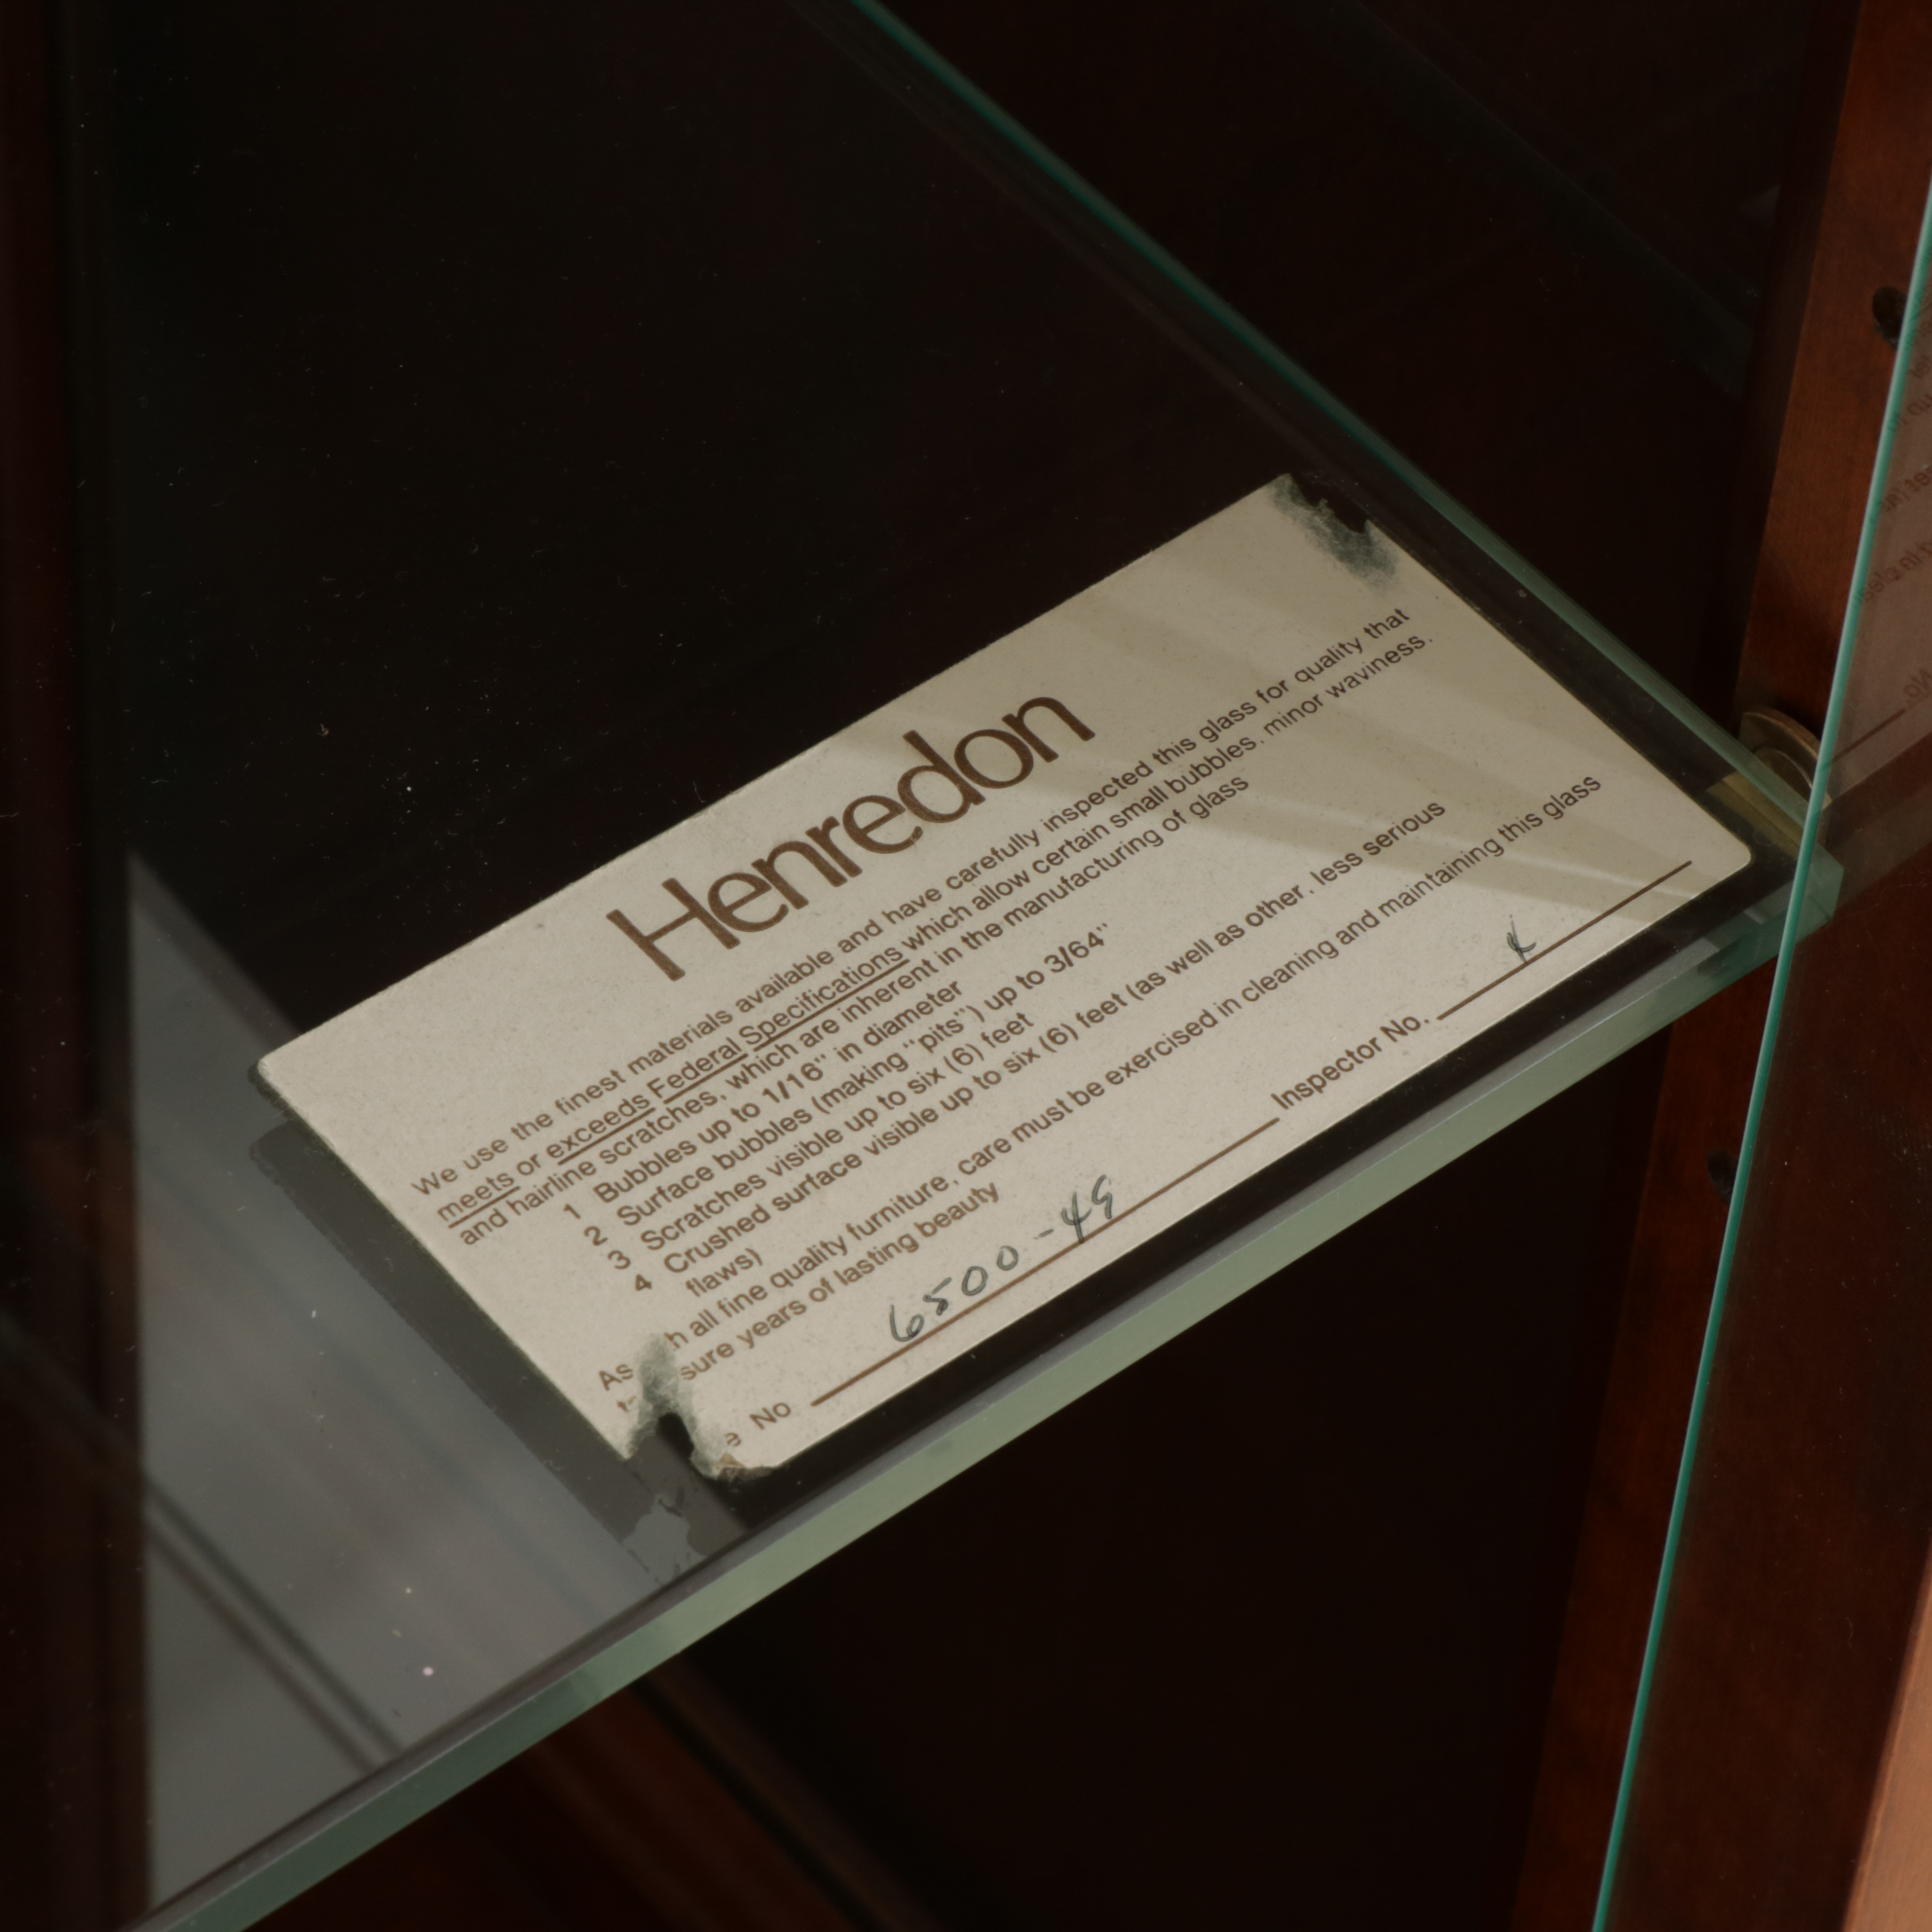 Henredon
We use the finest materials available and have carefully inspected this glass for quality that
meets or exceeds Federal Specifications which allow certain small bubbles, minor waviness.
and hairline scratches, which are inherent in the manufacturing of glass
1 Bubbles up to 1/16" in diameter
2 Surface bubbles (making "pits") up to 3/64"
3 Scratches visible up to six (6) feet
4 Crushed surface visible up to six (6) feet (as well as other, less serious
flaws)
As h all fine quality furniture, care must be exercised in cleaning and maintaining this glass
sure years of lasting beauty
e No 6500-49 Inspector No.